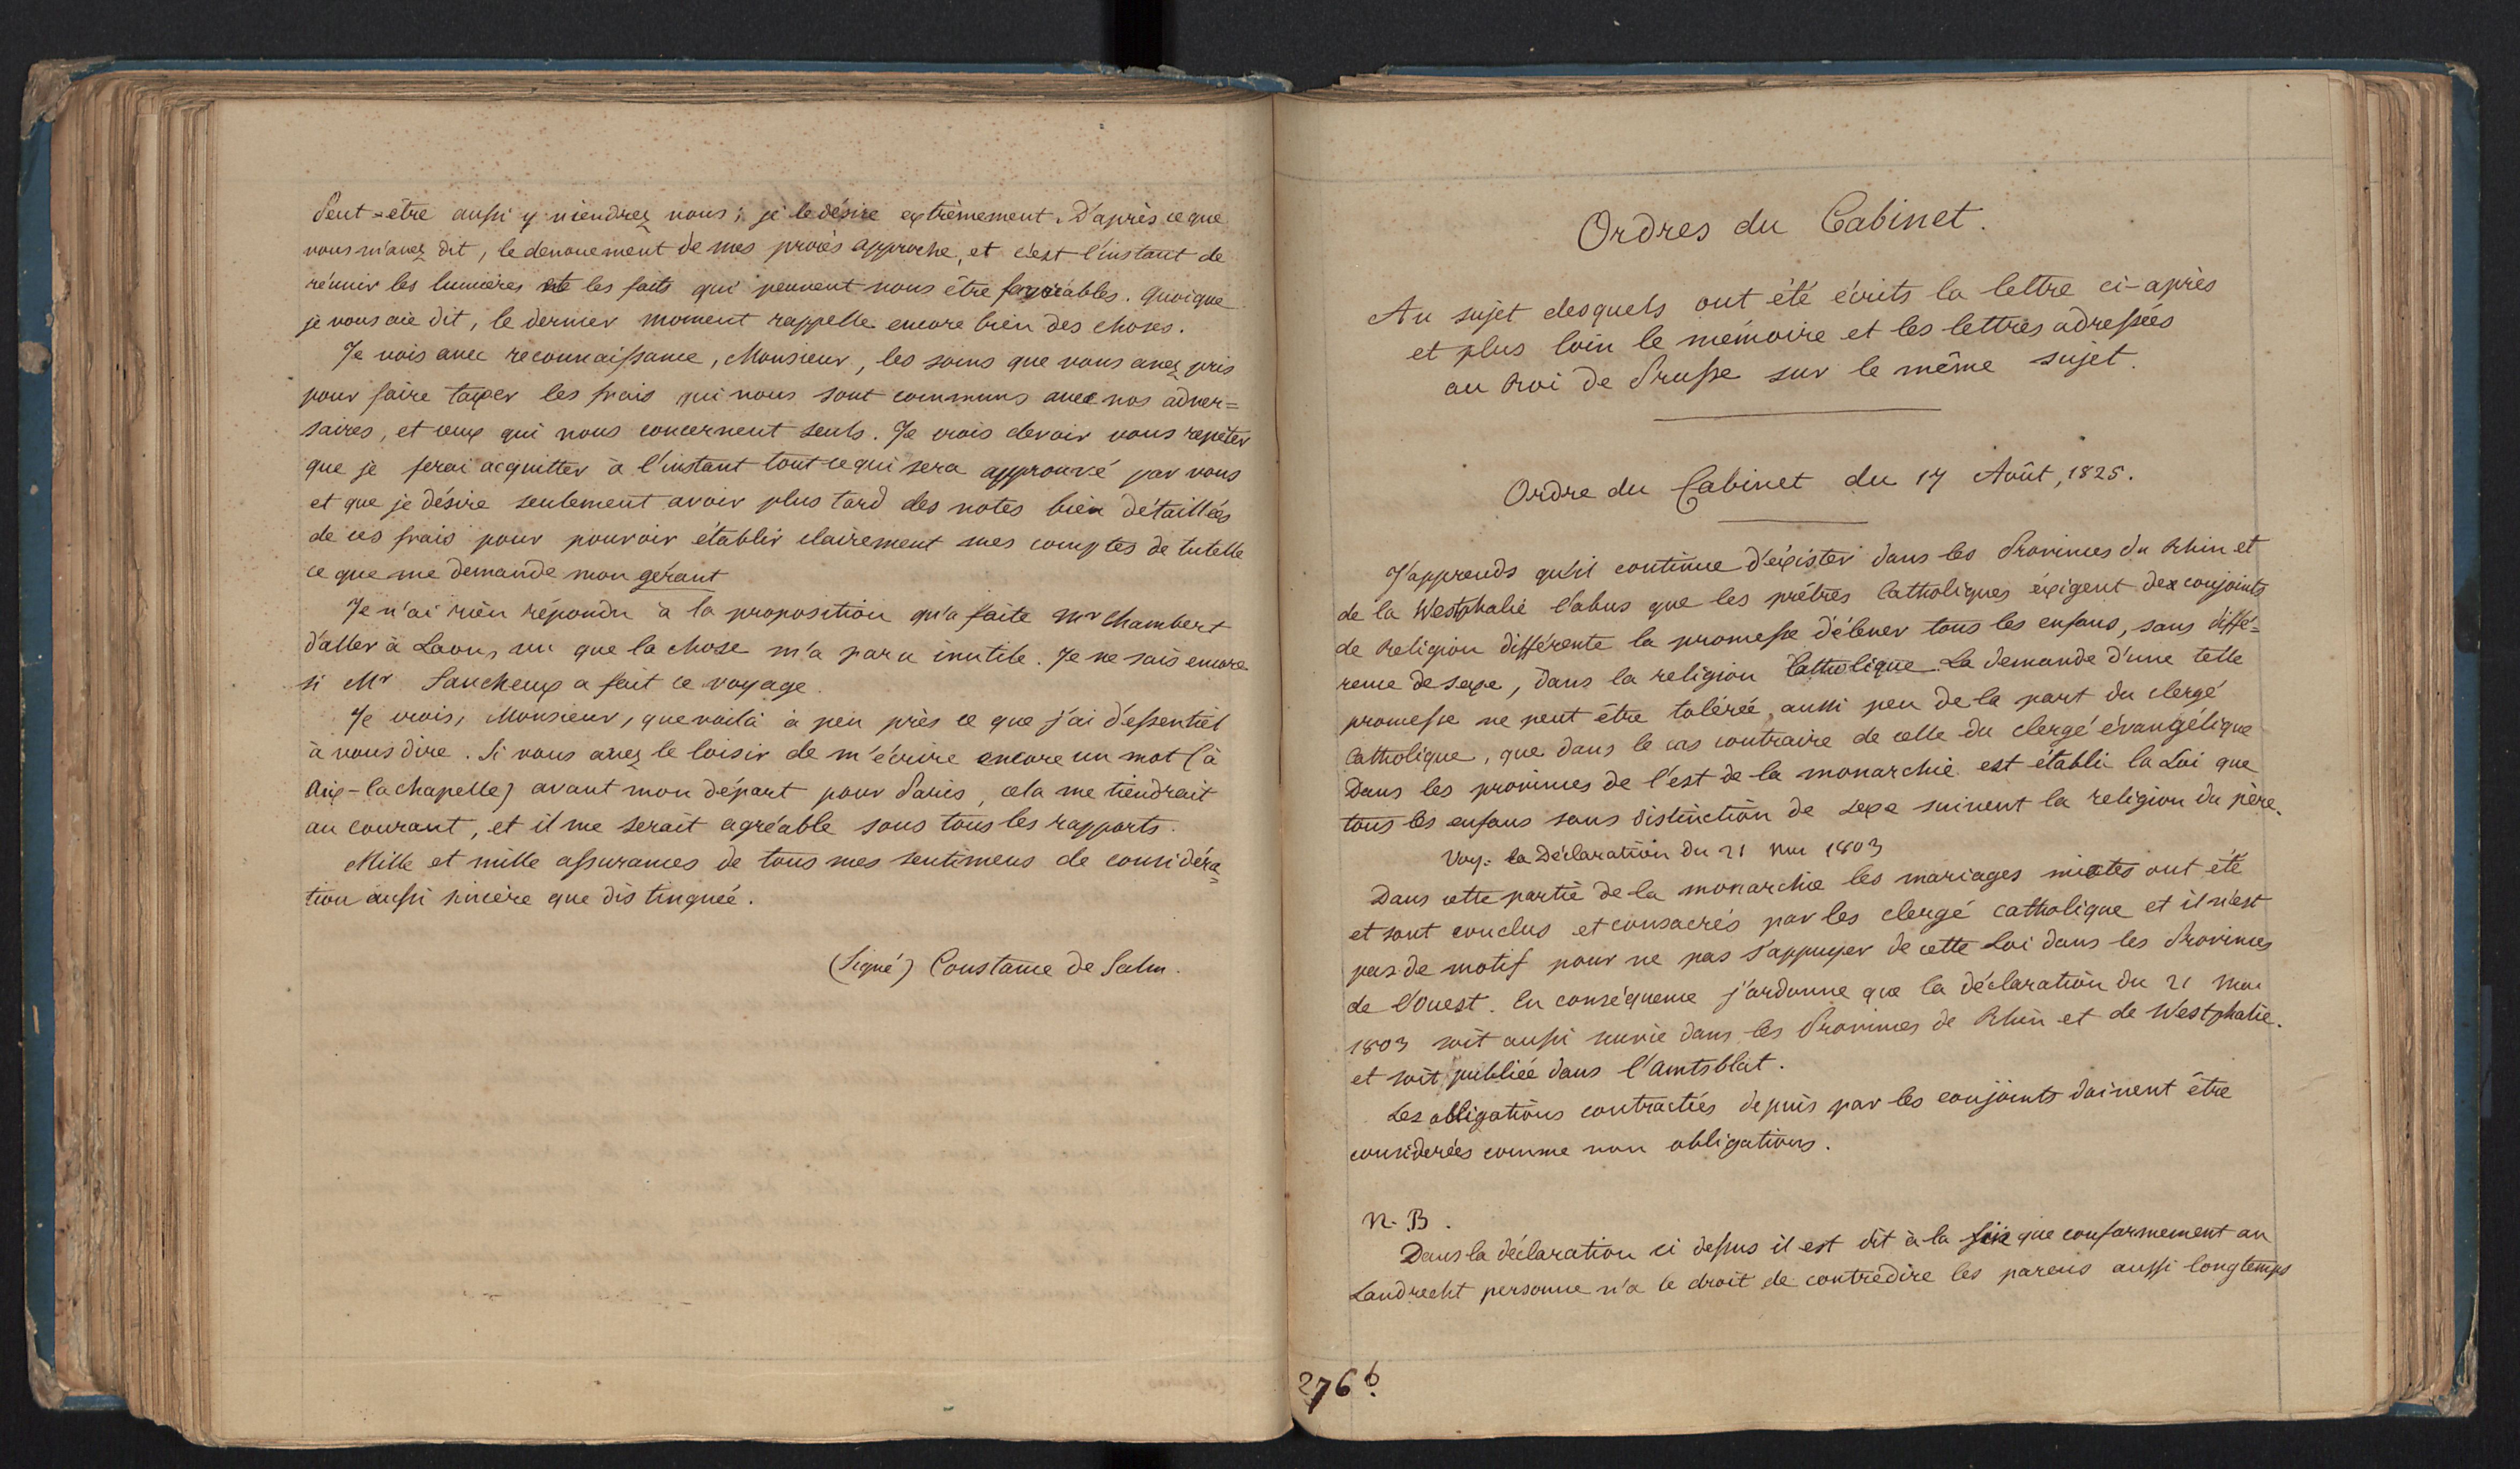 Peut-être aussi y viendrez vous; je le désire extrêmement. D'après ce que
vous m'avez dit, le denouement de mes procès approche, et c'est l'instant de
réunir les lumières et les faits qui peuvent nous être favorables. Quoique
je vous aie dit, le dernier moment rappelle encore bien des choses.
Je vois avec reconnaissance, Monsieur, les soins que vous avez pris
pour faire taxer les frais qui nous sont communs avec nos adver=
saires, et ceux qui nous concernent seuls. Je crois devoir vous repéter
que je ferai acquitter à l'instant tout ce qui sera approuvé par vous
et que je désire seulement avoir plus tard des notes bien détaillées
de ces frais pour pouvoir établir clairement mes comptes de tutelle
ce que me demande mon gérant
Je n'ai rien répondu à la proposition qu'a faite Mr Chambert
d'aller à Laon, vu que la chose m'a paru inutile. Je ne sais encore
si Mr Saucheux a fait ce voyage.
Je crois, Monsieur, que voilà à peu près ce que j'ai d'essentiel
à vous dire. Si vous avez le loisir de m'écrire encore un mot (à
Aix-la chapelle) avant mon départ pour Paris, cela me tiendrait
au courant, et il me serait agréable sous tous les rapports.
Mille et mille assurances de tous mes sentimens de considéra=
tion aussi sincère que distinguée.
(Signé) Constance de Salm.
Ordres du Cabinet.
Au sujet desquels ont été écrits la lettre ci-après
et plus loin le mémoire et les lettres adressées
au Roi de Prusse sur le même sujet.
Ordre du Cabinet du 17 Août, 1825.
J'apprends qu'il continue d'éxister dans les Provinces du Rhin et
de la Westphalie l'abus que les prêtres Catholiques éxigent des conjoints
de Religion différente la promesse d'élever tous les enfans, sans diffé=
rence de sexe, dans la religion Catholique. La demande d'une telle
promesse ne peut être tolérée, aussi peu de la part du clergé
Catholique, que dans le cas contraire de celle du clergé évangélique
Dans les provinces de l'est de la monarchie est établie la Loi que
tous les enfans sans distinction de sexe suivent la religion du père.
Voy: la Déclaration du 21 9bre 1803
Dans cette partie de la monarchie les mariages mixtes ont été
et sont conclus et consacrés par les clergé catholique et il n'est
pas de motif pour ne pas s'appuyer de cette Loi dans les Provinces
de l'Ouest. En conséquence j'ordonne que la déclaration du 21
1803 soit aussi suivie dans les Provinces de Rhin et de Westphalie.
et soit publiée dans l'Amtsblat.
Les obligations contractées depuis par les conjoints doivent être
considerées comme non obligations.
N. B.
Dans la déclaration ci dessus il est dit à la fin que conformement au
Landrecht personne n'a le droit de contredire les parens aussi longtemps
276 b.